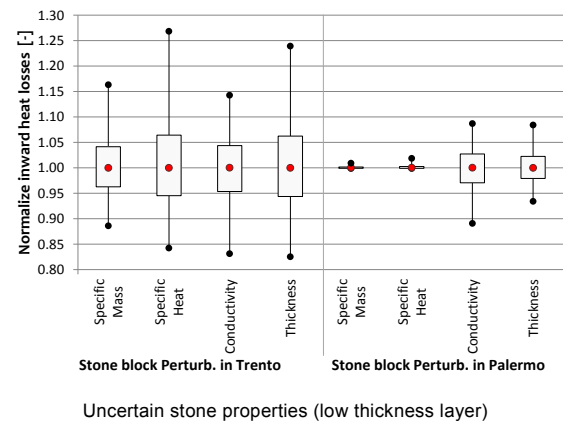 1.30
1.25
1.20
1.15
1.10
1.05
1.00
0.95
0.90
0.85
0.80
Normalize inward heat losses [-]
Specific
Mass
Specific
Heat
Conductivity
Thickness
Specific
Mass
Specific
Heat
Conductivity
Thickness
Stone block Perturb. in Trento
Stone block Perturb. in Palermo
Uncertain stone properties (low thickness layer)